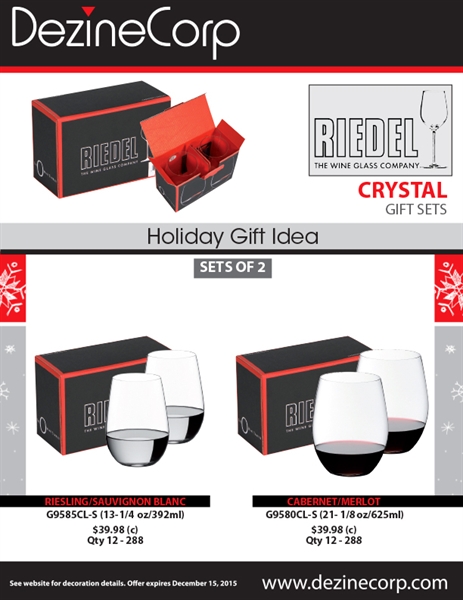 DezineCorp
RIEDEL
THE WINE GLASS COMPANY
RIEDEL
THE WINE GLASS COMPANY
CRYSTAL
GIFT SETS
Holiday Gift Idea
SETS OF 2
RIEDEL
RIEDEL
RIESLING/SAUVIGNON BLANC
CABERNET/MERLOT
G9585CL-S (13-1/4 oz/392ml)
G9580CL-S (21- 1/8 oz/625ml)
$39.98 (c)
$39.98 (c)
Qty 12 - 288
Qty 12 - 288
See website for decoration details. Offer expires December 15, 2015
www.dezinecorp.com